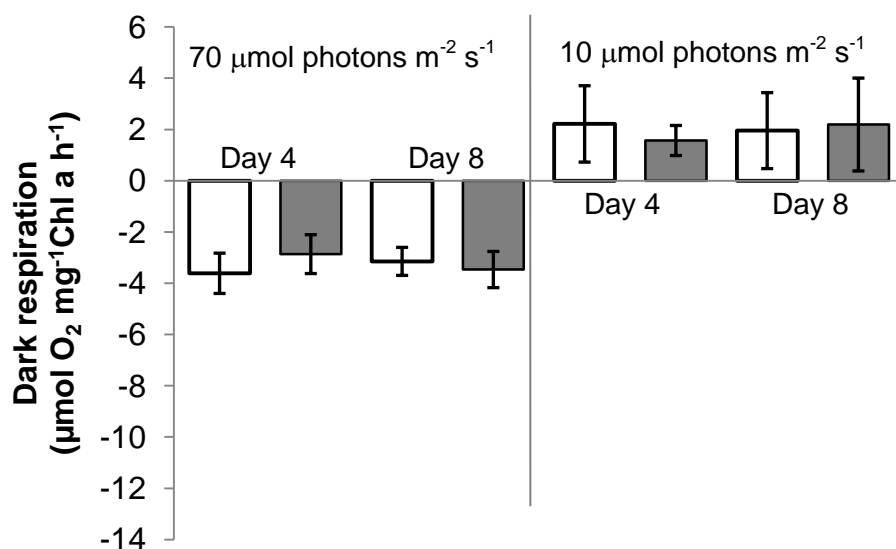 Dark respiration
(µmol O₂ mg⁻¹Chl a h⁻¹)
6
4
2
0
-2
-4
-6
-8
-10
-12
-14
70 µmol photons m⁻² s⁻¹
10 µmol photons m⁻² s⁻¹
Day 4
Day 8
Day 4
Day 8